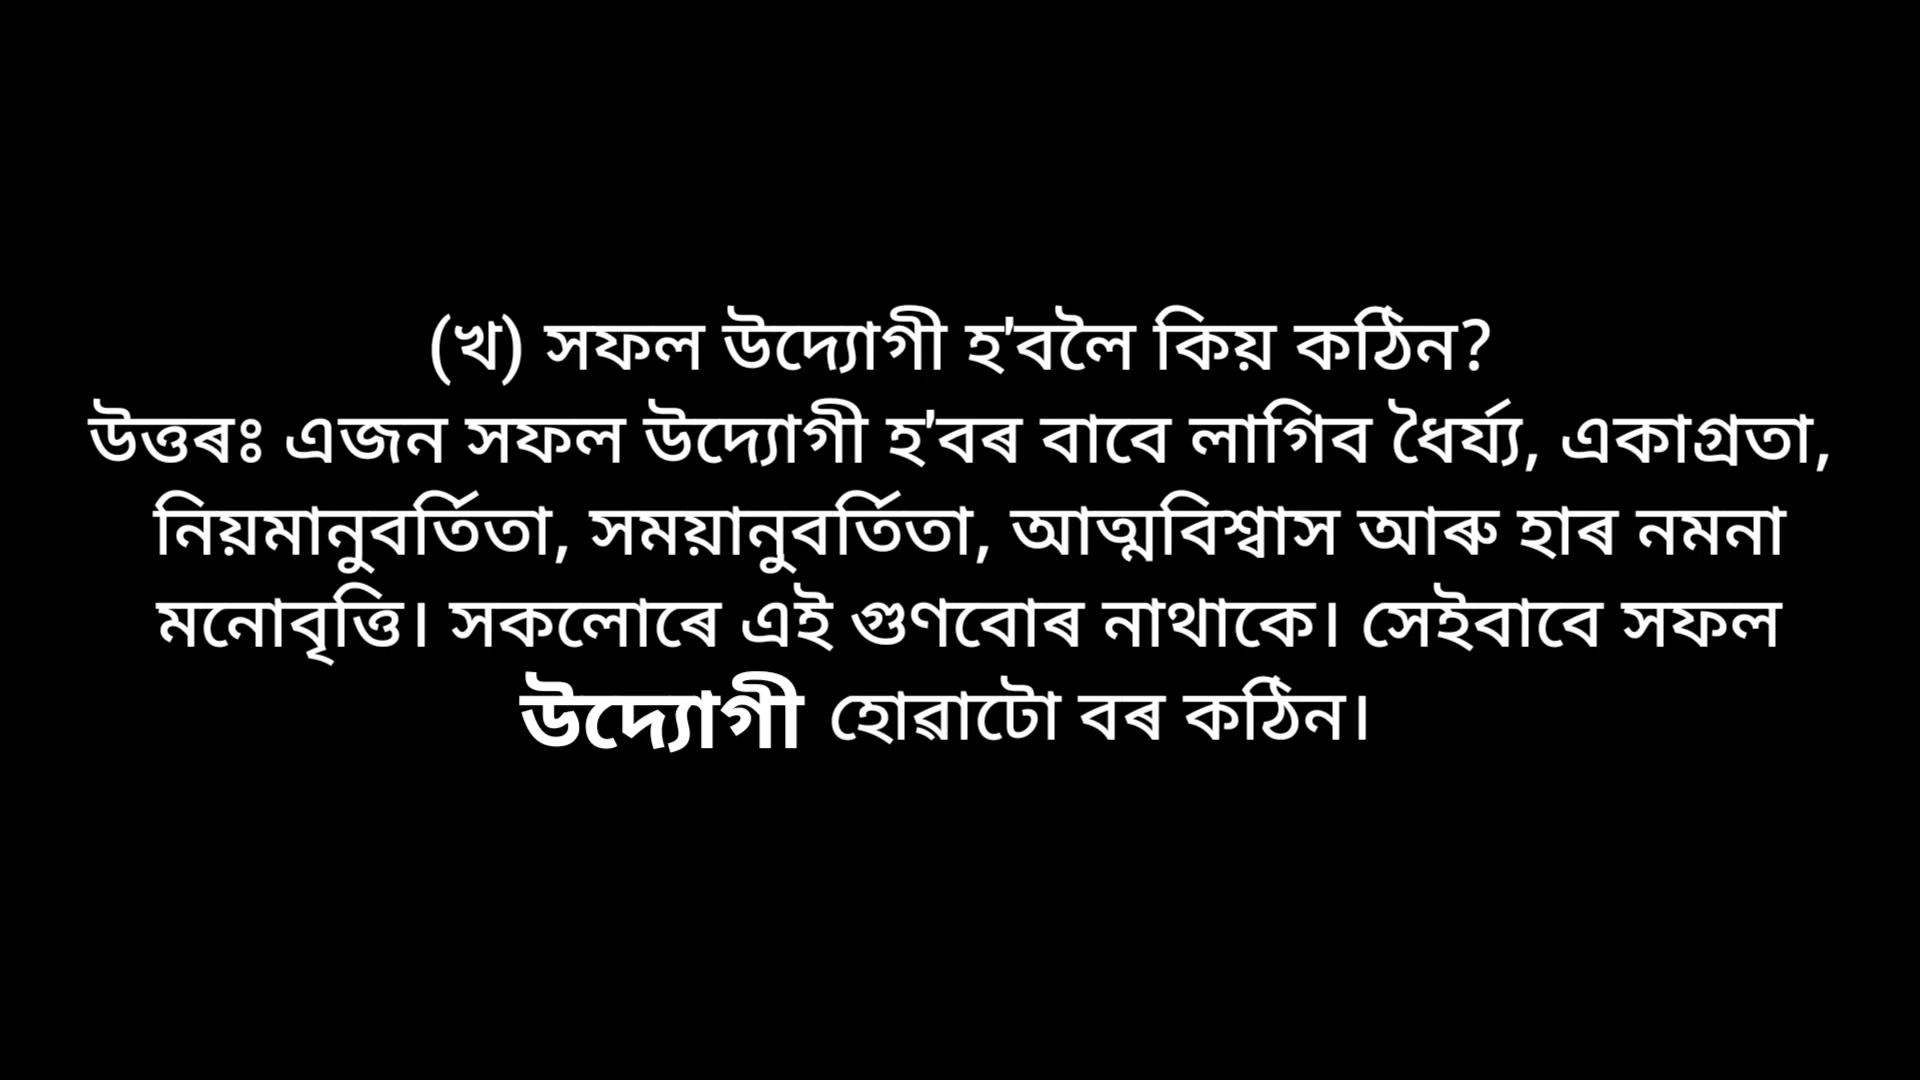 (খ) সফল উদ্যোগী হ'বলৈ কিয় কঠিন?
উত্তৰঃ এজন সফল উদ্যোগী হ'বৰ বাবে লাগিব ধৈৰ্য্য, একাগ্ৰতা,
নিয়মানুবৰ্তিতা, সময়ানুবৰ্তিতা, আত্মবিশ্বাস আৰু হাৰ নমনা
মনোবৃত্তি। সকলোৰে এই গুণবোৰ নাথাকে। সেইবাবে সফল
উদ্যোগী হোৱাটো বৰ কঠিন।